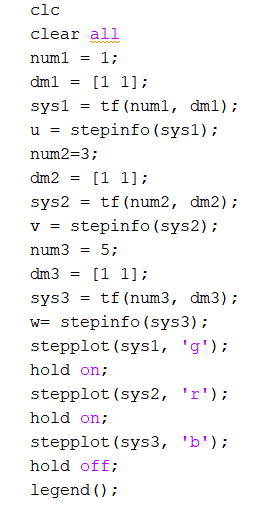 clc
clear all
num1 = 1;
dm1 = [1 1];
sys1 = tf(num1, dm1);
u = stepinfo(sys1);
num2=3;
dm2 = [1 1];
sys2 = tf(num2, dm2);
v = stepinfo(sys2);
num3 = 5;
dm3 = [1 1];
sys3 = tf(num3, dm3);
w= stepinfo(sys3);
stepplot(sys1, 'g');
hold on;
stepplot(sys2, 'r');
hold on;
stepplot(sys3, 'b');
hold off;
legend();